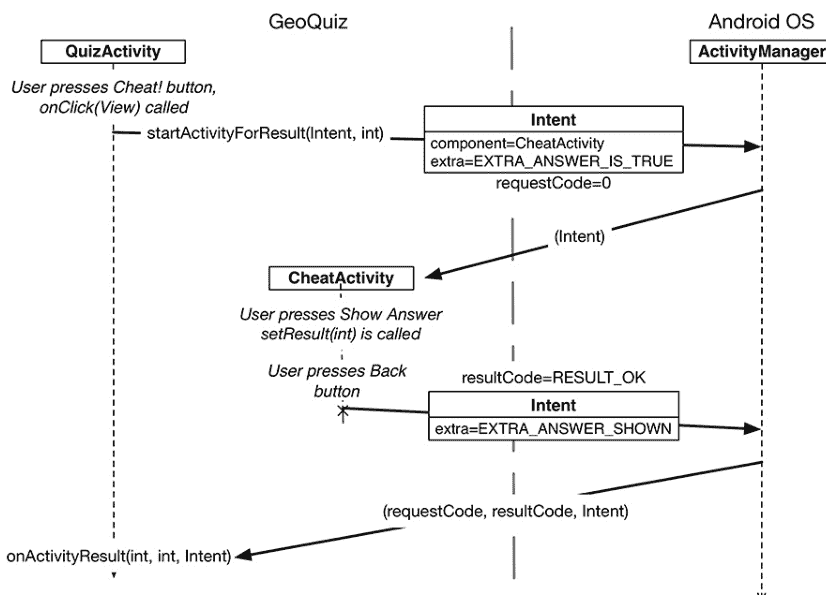 GeoQuiz
Android OS
QuizActivity
ActivityManager
User presses Cheat! button,
onClick(View) called
startActivityForResult(Intent, int)
Intent
component=CheatActivity
extra=EXTRA_ANSWER_IS_TRUE
requestCode=0
(Intent)
CheatActivity
User presses Show Answer
setResult(int) is called
User presses Back
button
resultCode=RESULT_OK
Intent
extra=EXTRA_ANSWER_SHOWN
(requestCode, resultCode, Intent)
onActivityResult(int, int, Intent)